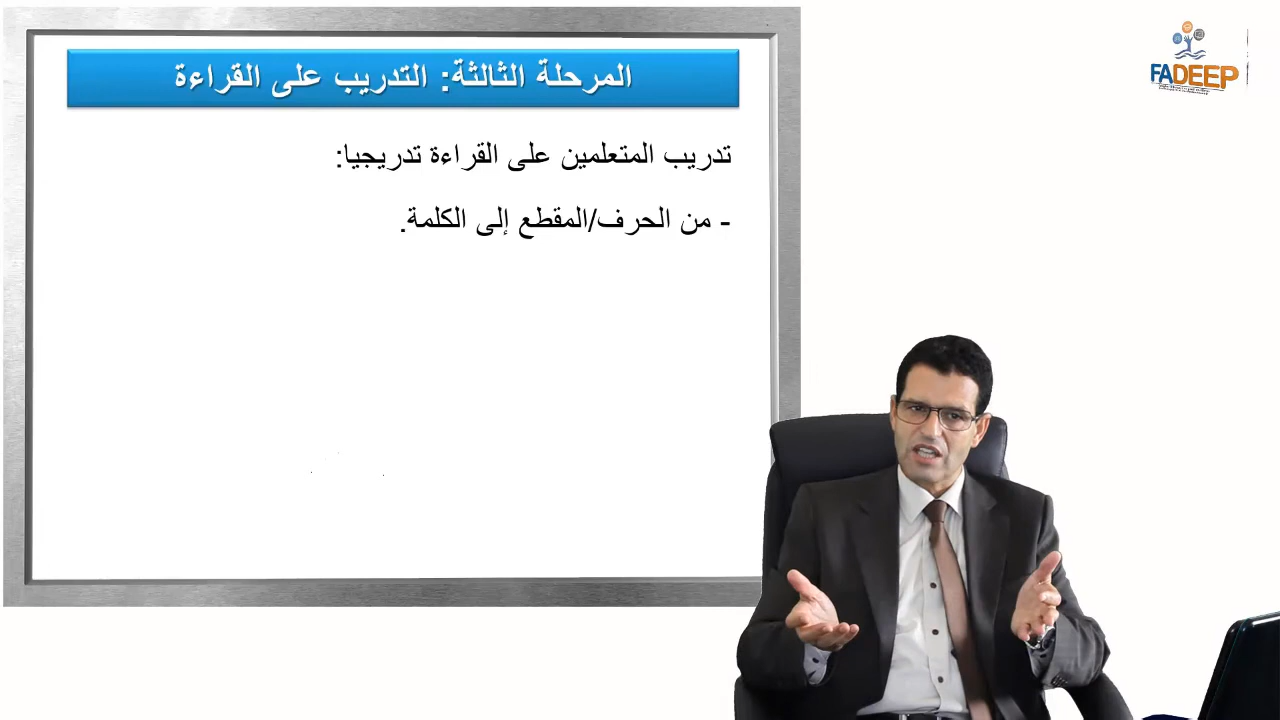 المرحلة الثالثة: التدريب على القراءة
تدريب المتعلمين على القراءة تدريجيا:
- من الحرف/المقطع إلى الكلمة.
FADEEP